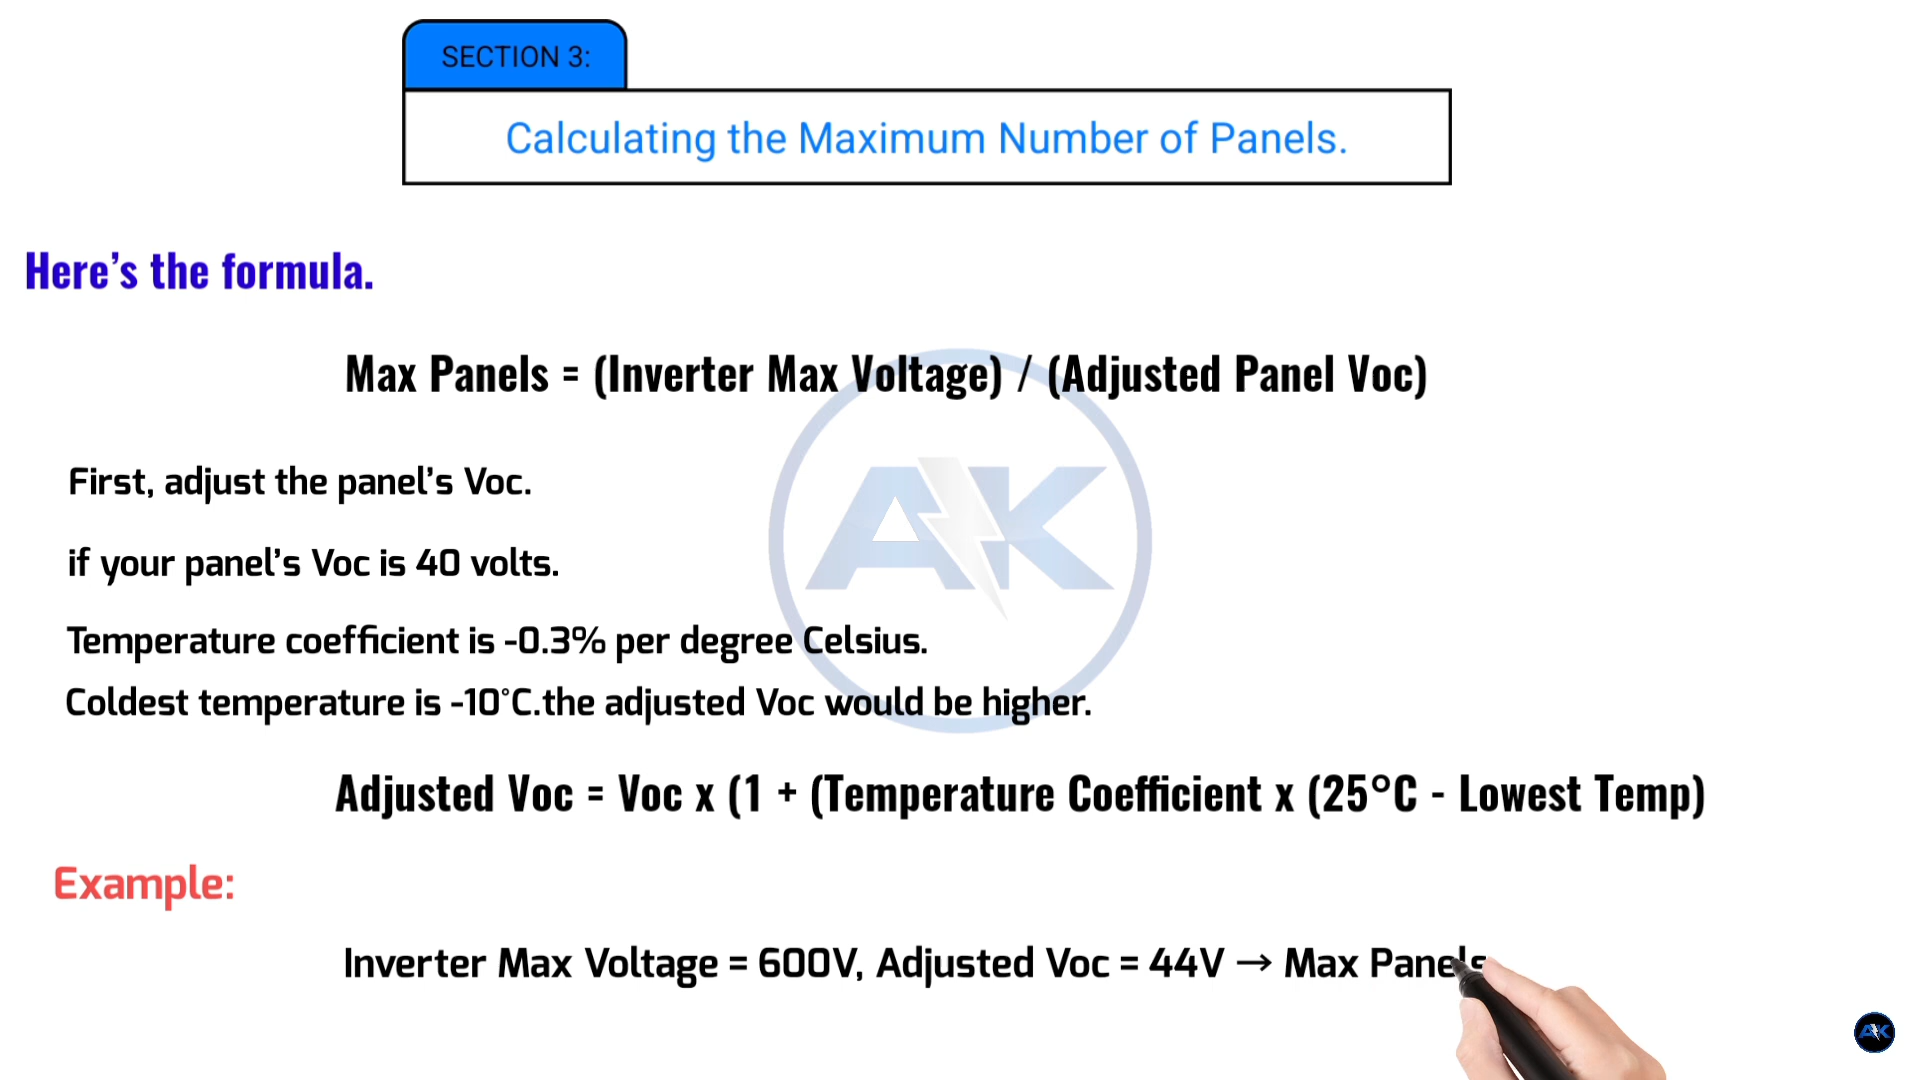 SECTION 3:
Calculating the Maximum Number of Panels.
Here’s the formula.
Max Panels = (Inverter Max Voltage) / (Adjusted Panel Voc)
First, adjust the panel’s Voc.
if your panel’s Voc is 40 volts.
Temperature coefficient is -0.3% per degree Celsius.
Coldest temperature is -10°C.the adjusted Voc would be higher.
Adjusted Voc = Voc x (1 + (Temperature Coefficient x (25°C - Lowest Temp)
Example:
Inverter Max Voltage = 600V, Adjusted Voc = 44V → Max Panels
AK
AK